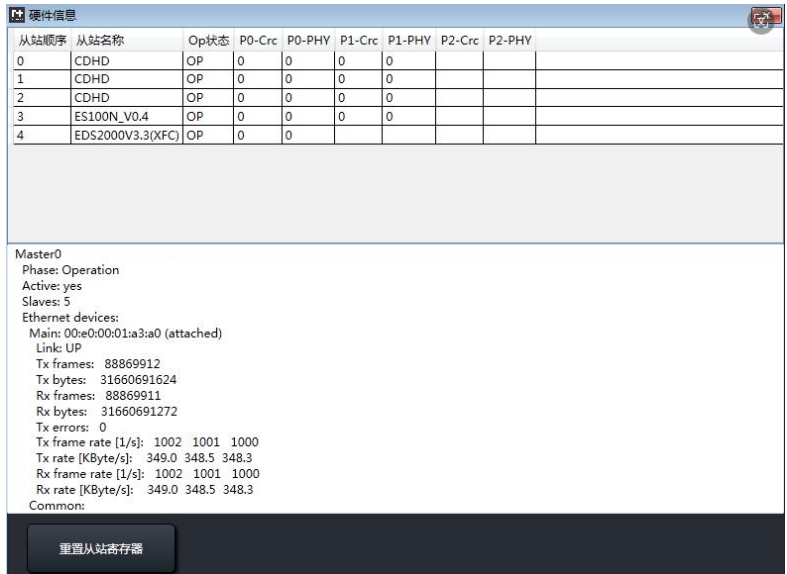 硬件信息
从站顺序 从站名称 Op状态 P0-Crc P0-PHY P1-Crc P1-PHY P2-Crc P2-PHY
0 CDHD OP 0 0 0 0
1 CDHD OP 0 0 0 0
2 CDHD OP 0 0 0 0
3 ES100N_V0.4 OP 0 0 0 0
4 EDS2000V3.3(XFC) OP 0 0
Master0
Phase: Operation
Active: yes
Slaves: 5
Ethernet devices:
Main: 00:e0:00:01:a3:a0 (attached)
Link: UP
Tx frames: 88869912
Tx bytes: 31660691624
Rx frames: 88869911
Rx bytes: 31660691272
Tx errors: 0
Tx frame rate [1/s]: 1002 1001 1000
Tx rate [KByte/s]: 349.0 348.5 348.3
Rx frame rate [1/s]: 1002 1001 1000
Rx rate [KByte/s]: 349.0 348.5 348.3
Common:
重置从站寄存器